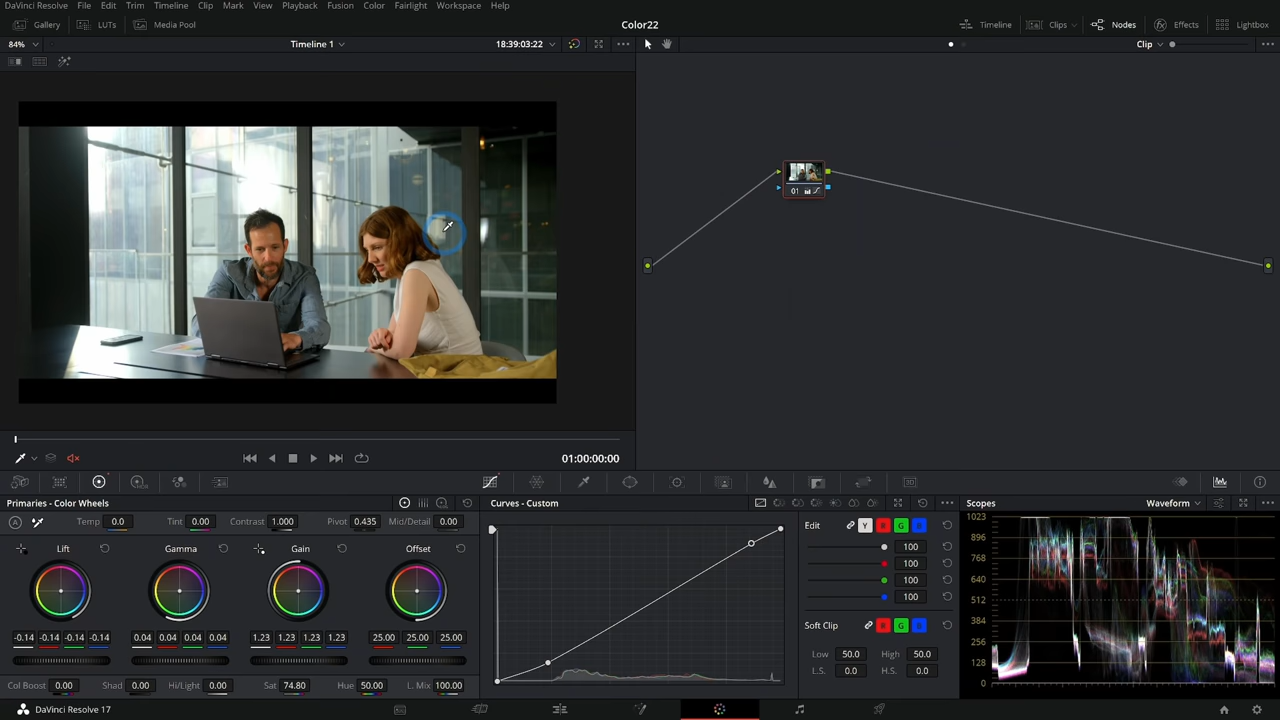 DaVinci Resolve File Edit Trim Timeline Clip Mark View Playback Fusion Color Fairlight Workspace Help
Gallery LUTs Media Pool Color22 Timeline Clips Nodes Effects Lightbox
84% Timeline 1 18:39:03:22 Clip
01
01:00:00:00
Primaries - Color Wheels Curves - Custom Scopes Waveform
A Temp 0.0 Tint 0.00 Contrast 1.000 Pivot 0.435 Mid/Detail 0.00
Edit Y R G B
Lift Gamma Gain Offset
100
100
100
100
Soft Clip R G B
-0.14 -0.14 -0.14 -0.14 0.04 0.04 0.04 0.04 1.23 1.23 1.23 1.23 25.00 25.00 25.00
Low 50.0 High 50.0
L.S. 0.0 H.S. 0.0
Col Boost 0.00 Shad 0.00 Hi/Light 0.00 Sat 74.80 Hue 50.00 L. Mix 100.00
1023
896
768
640
512
384
256
128
0
DaVinci Resolve 17